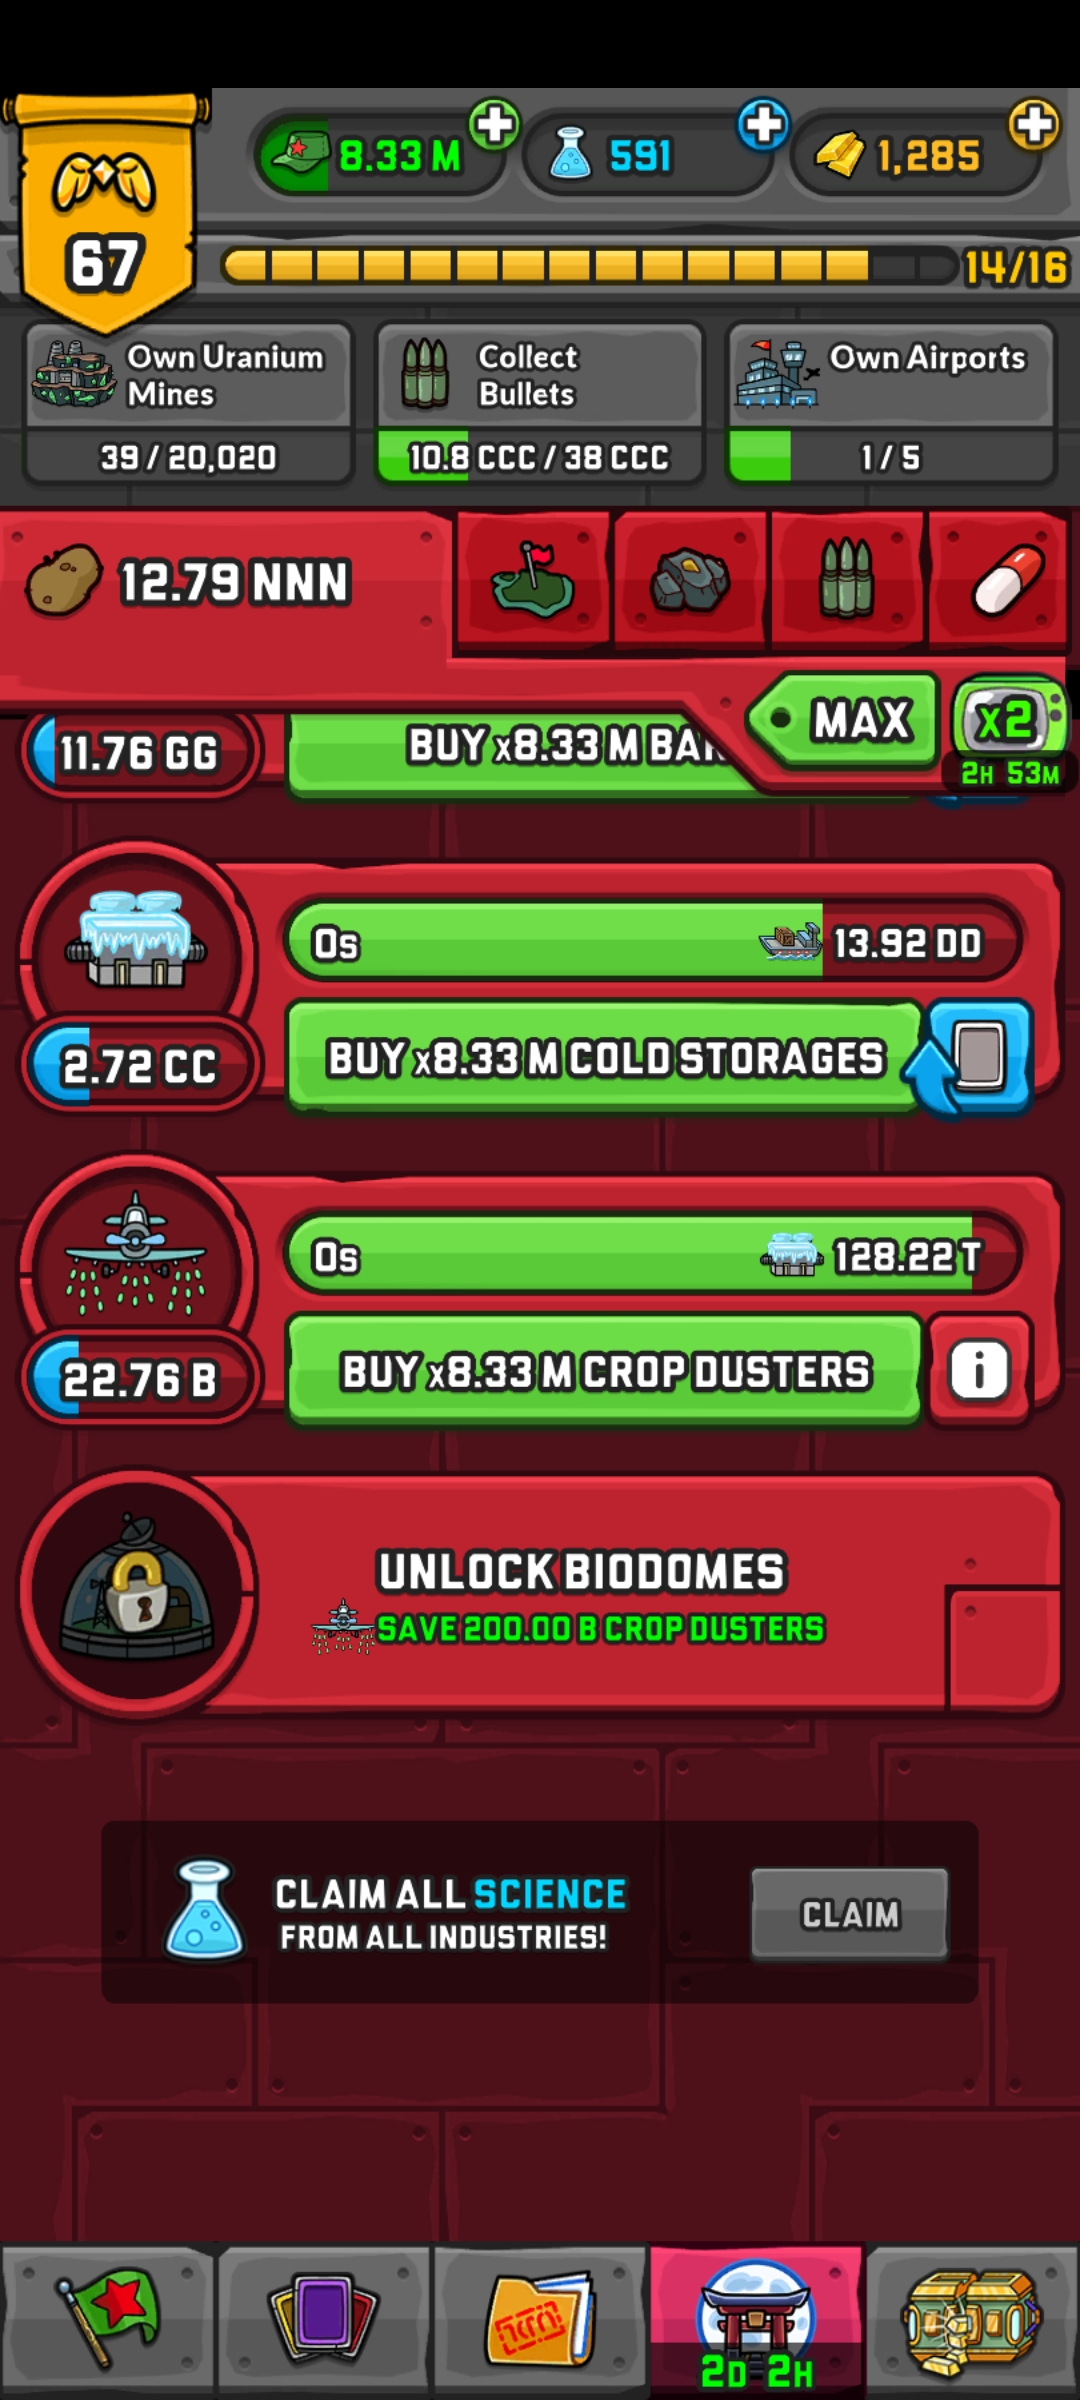 67
8.33 M
591
1,285
14/16
Own Uranium
Mines
39 / 20,020
Collect
Bullets
10.8 CCC / 38 CCC
Own Airports
1 / 5
12.79 NNN
MAX
x2
2H 53M
11.76 GG
BUY x8.33 M
0s
13.92 DD
2.72 CC
BUY x8.33 M COLD STORAGES
0s
128.22 T
22.76 B
BUY x8.33 M CROP DUSTERS
i
UNLOCK BIODOMES
SAVE 200.00 B CROP DUSTERS
CLAIM ALL SCIENCE
FROM ALL INDUSTRIES!
CLAIM
2D 2H